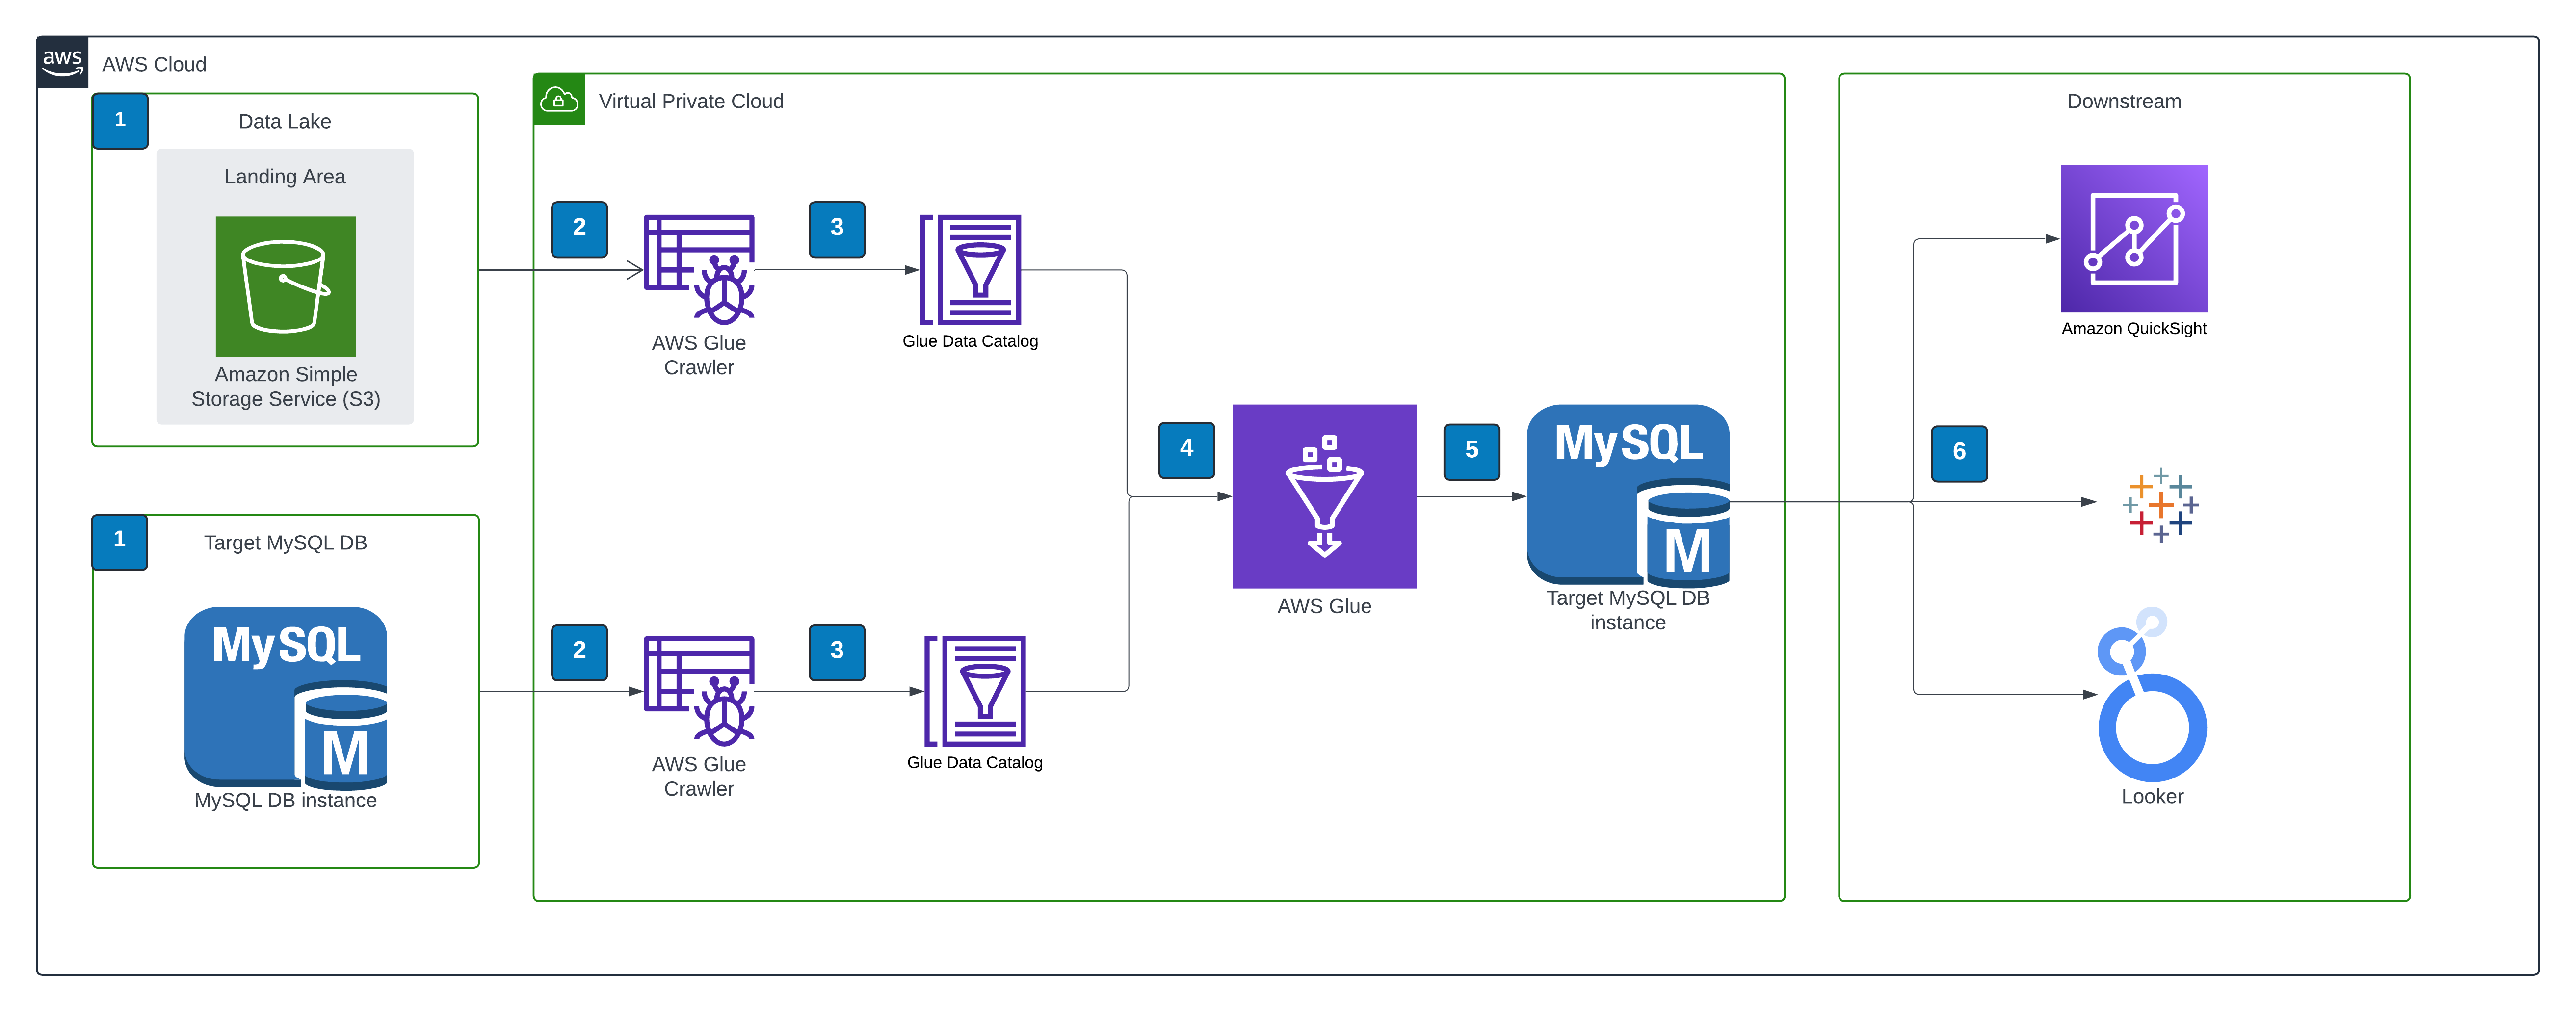 aws
AWS Cloud
1
Data Lake
Landing Area
Amazon Simple
Storage Service (S3)
1
Target MySQL DB
MySQL
M
MySQL DB instance
Virtual Private Cloud
2
AWS Glue
Crawler
3
Glue Data Catalog
2
AWS Glue
Crawler
3
Glue Data Catalog
4
AWS Glue
5
MySQL
M
Target MySQL DB
instance
Downstream
6
Amazon QuickSight
Looker